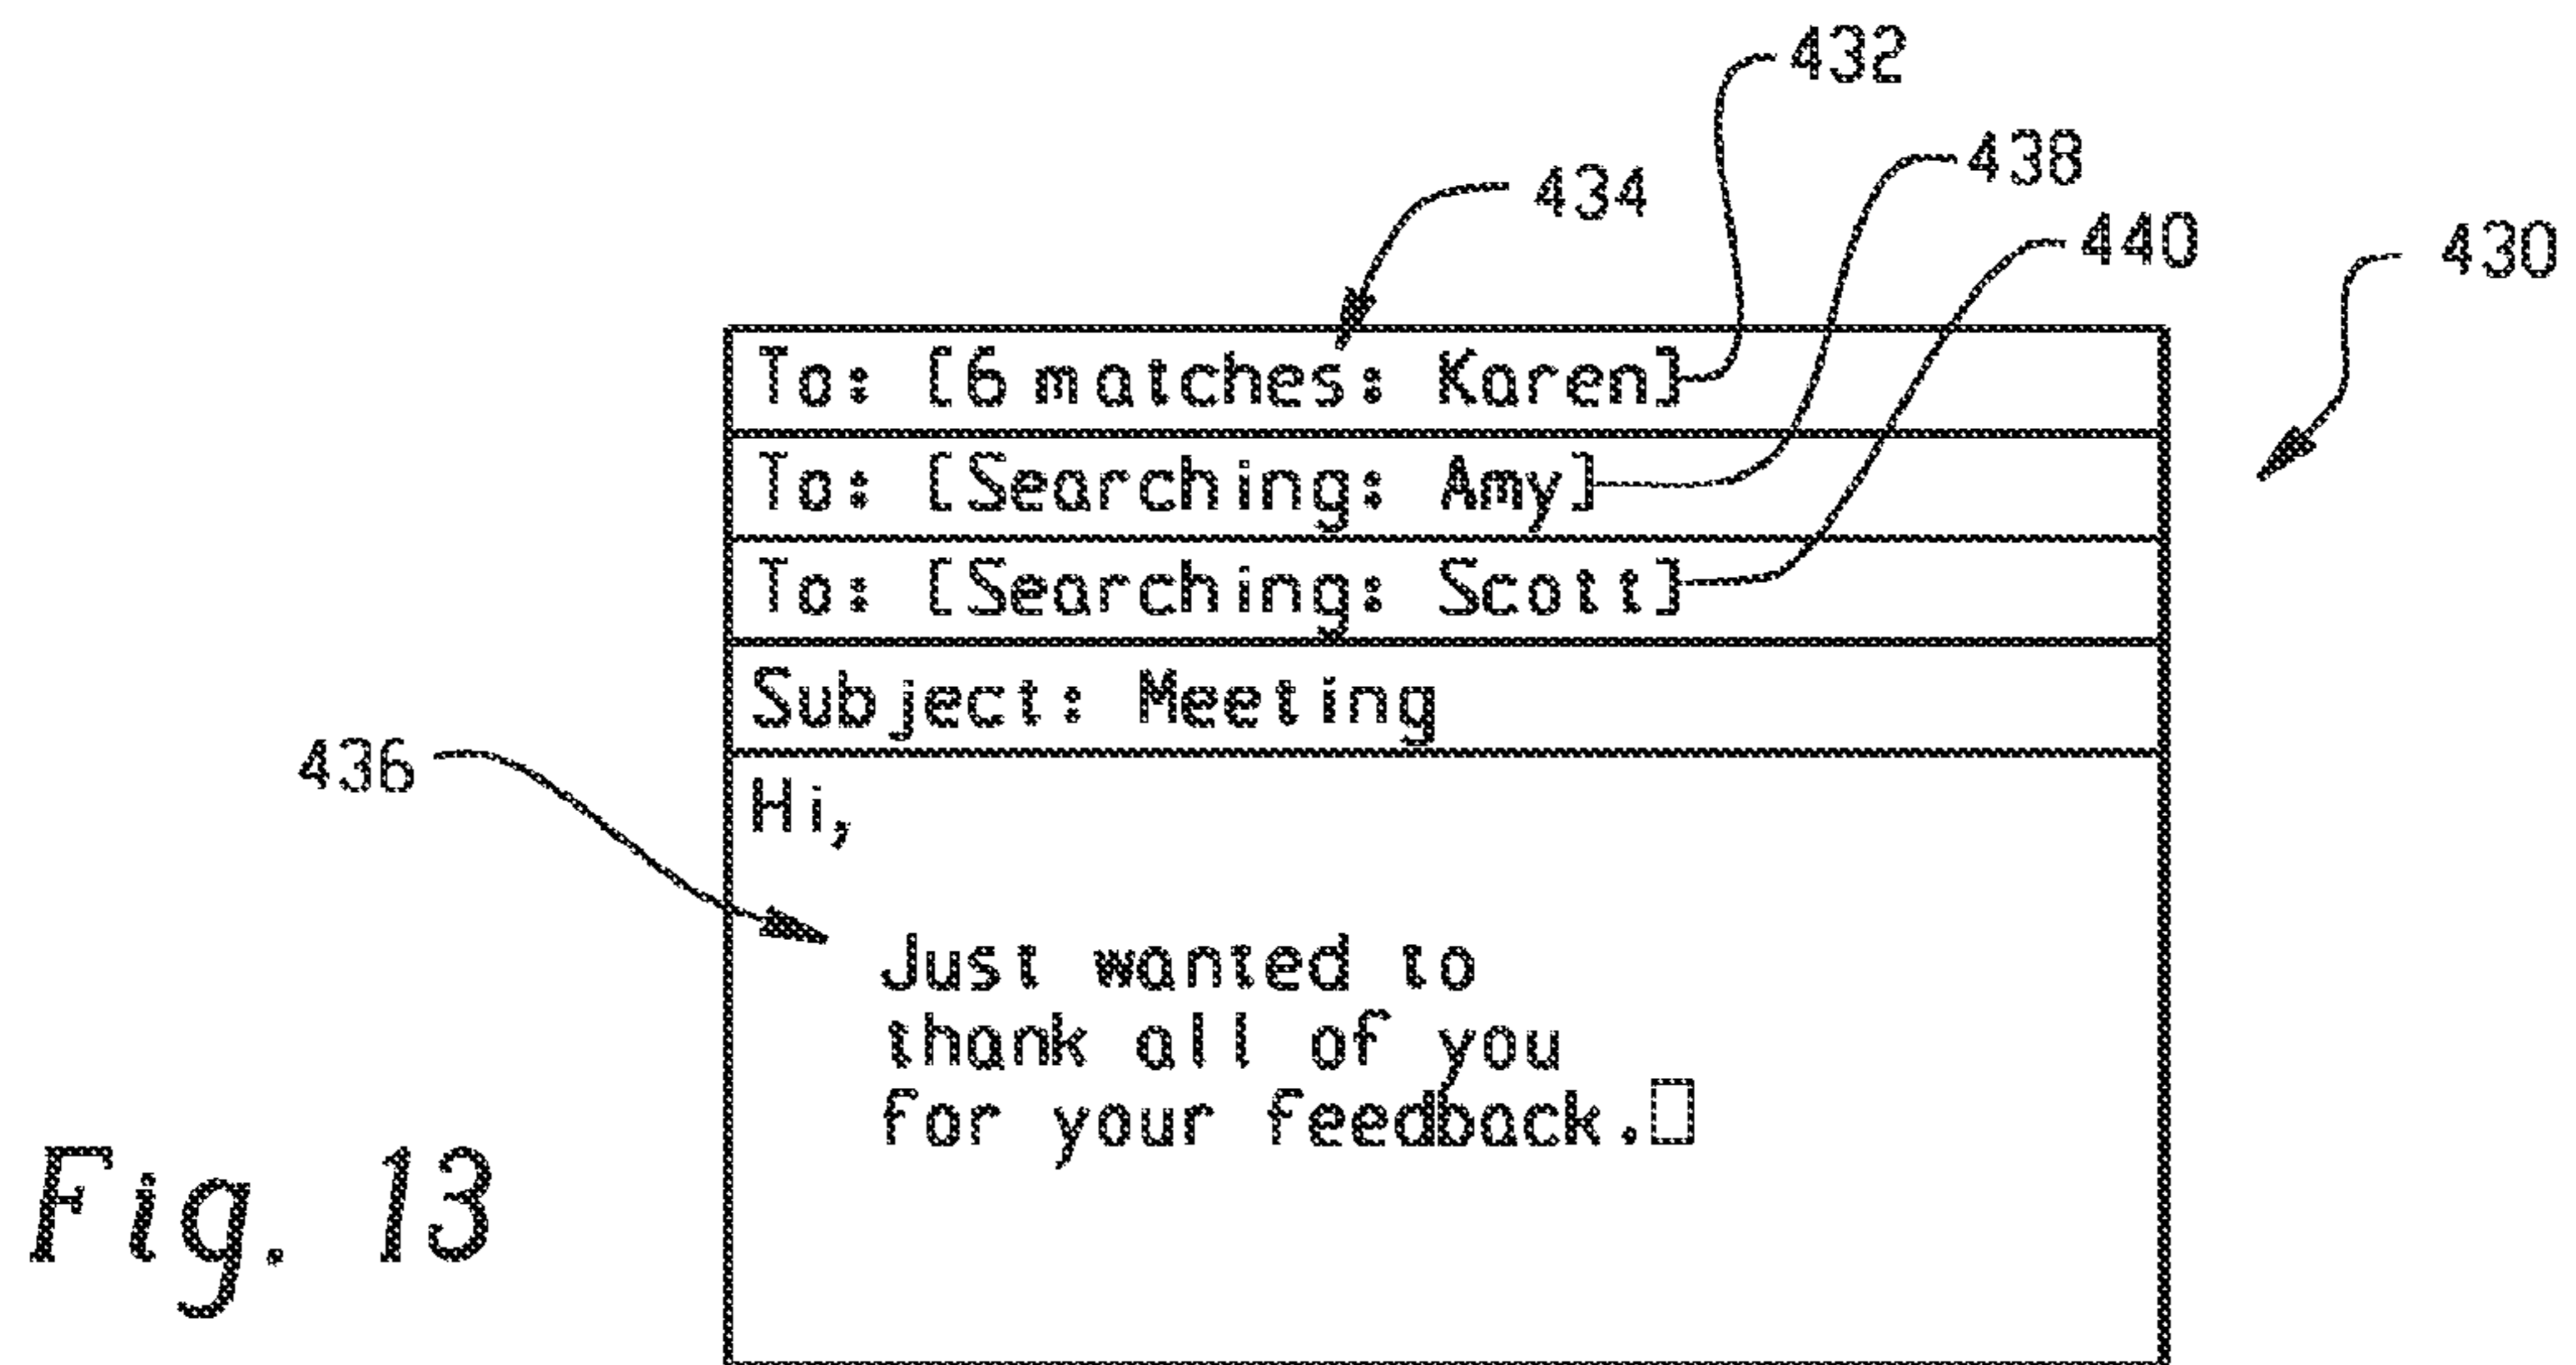 432
438
434
440
430
To: [6 matches: Karen]
To: [Searching: Amy]
To: [Searching: Scott]
Subject: Meeting
436
Hi,
Just wanted to
thank all of you
for your feedback.
Fig. 13